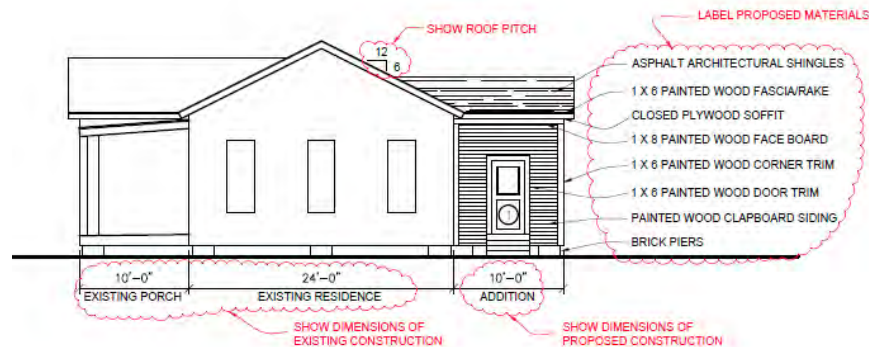 LABEL PROPOSED MATERIALS
SHOW ROOF PITCH
12
6
ASPHALT ARCHITECTURAL SHINGLES
1 X 6 PAINTED WOOD FASCIA/RAKE
CLOSED PLYWOOD SOFFIT
1 X 8 PAINTED WOOD FACE BOARD
1 X 6 PAINTED WOOD CORNER TRIM
1 X 6 PAINTED WOOD DOOR TRIM
PAINTED WOOD CLAPBOARD SIDING
BRICK PIERS
1
10'-0" 24'-0" 10'-0"
EXISTING PORCH EXISTING RESIDENCE ADDITION
SHOW DIMENSIONS OF
EXISTING CONSTRUCTION
SHOW DIMENSIONS OF
PROPOSED CONSTRUCTION